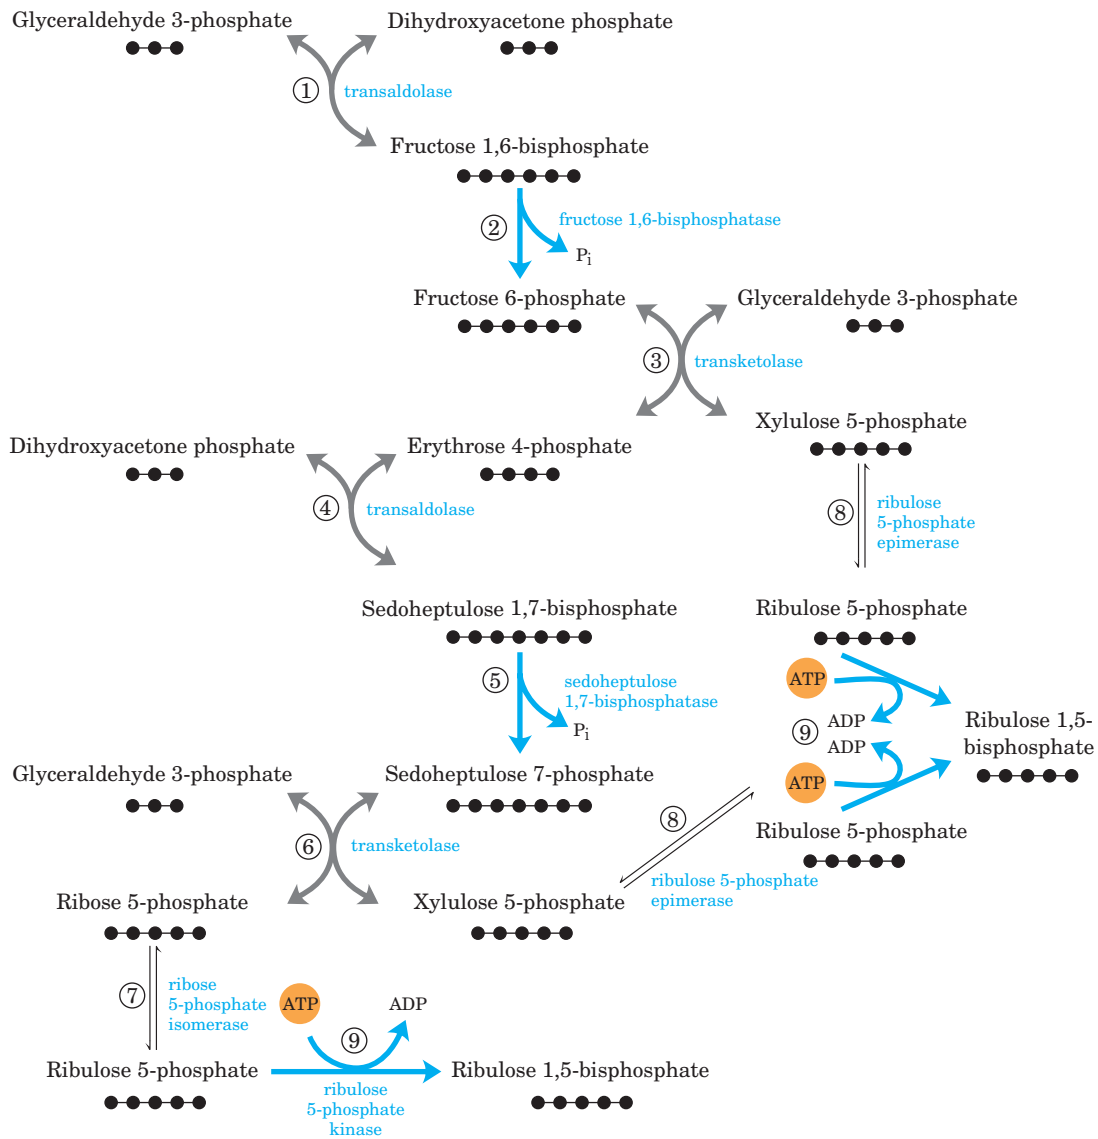 Glyceraldehyde 3-phosphate
Dihydroxyacetone phosphate
① transaldolase
Fructose 1,6-bisphosphate
② fructose 1,6-bisphosphatase
Pi
Fructose 6-phosphate
Glyceraldehyde 3-phosphate
③ transketolase
Xylulose 5-phosphate
Dihydroxyacetone phosphate
Erythrose 4-phosphate
④ transaldolase
⑧ ribulose
5-phosphate
epimerase
Sedoheptulose 1,7-bisphosphate
Ribulose 5-phosphate
⑤ sedoheptulose
1,7-bisphosphatase
Pi
ATP
ADP
⑨
ADP
ATP
Ribulose 1,5-
bisphosphate
Glyceraldehyde 3-phosphate
Sedoheptulose 7-phosphate
Ribulose 5-phosphate
⑥ transketolase
⑧
ribulose 5-phosphate
epimerase
Ribose 5-phosphate
Xylulose 5-phosphate
⑦ ribose
5-phosphate
isomerase
ATP
ADP
⑨
Ribulose 5-phosphate
Ribulose 1,5-bisphosphate
ribulose
5-phosphate
kinase